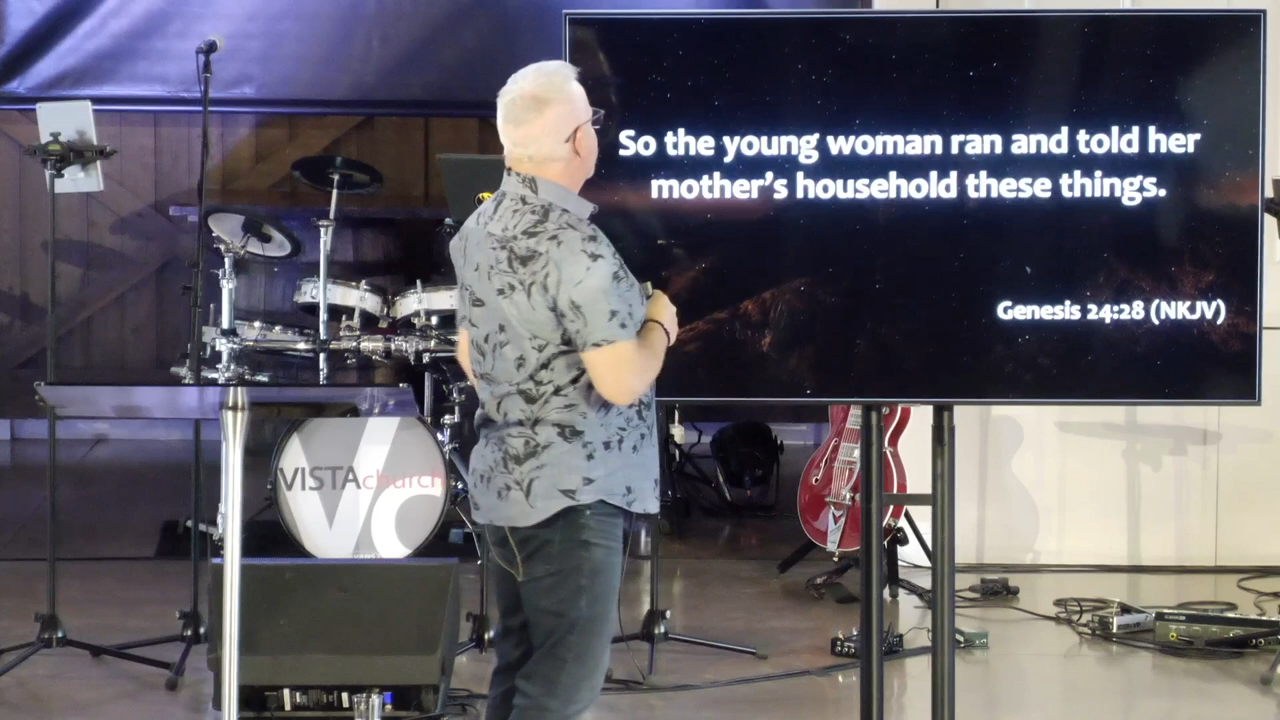 So the young woman ran and told her
mother’s household these things.
Genesis 24:28 (NKJV)
VISTAchurch